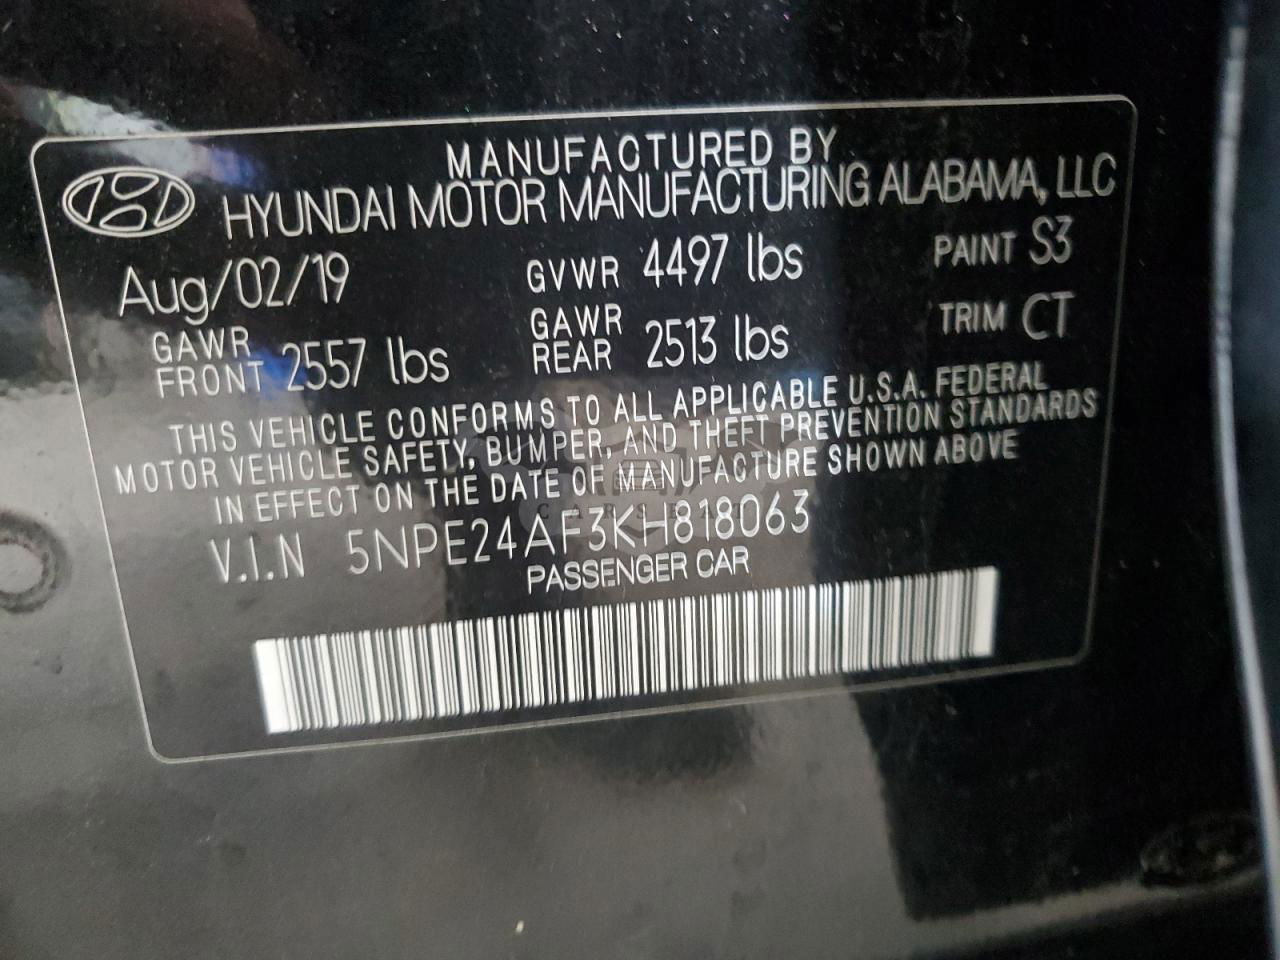 MANUFACTURED BY
HYUNDAI MOTOR MANUFACTURING ALABAMA, LLC
Aug/02/19 GVWR 4497 lbs PAINT S3
GAWR FRONT 2557 lbs GAWR REAR 2513 lbs TRIM CT
THIS VEHICLE CONFORMS TO ALL APPLICABLE U.S.A. FEDERAL
MOTOR VEHICLE SAFETY, BUMPER, AND THEFT PREVENTION STANDARDS
IN EFFECT ON THE DATE OF MANUFACTURE SHOWN ABOVE
V.I.N 5NPE24AF3KH818063
PASSENGER CAR